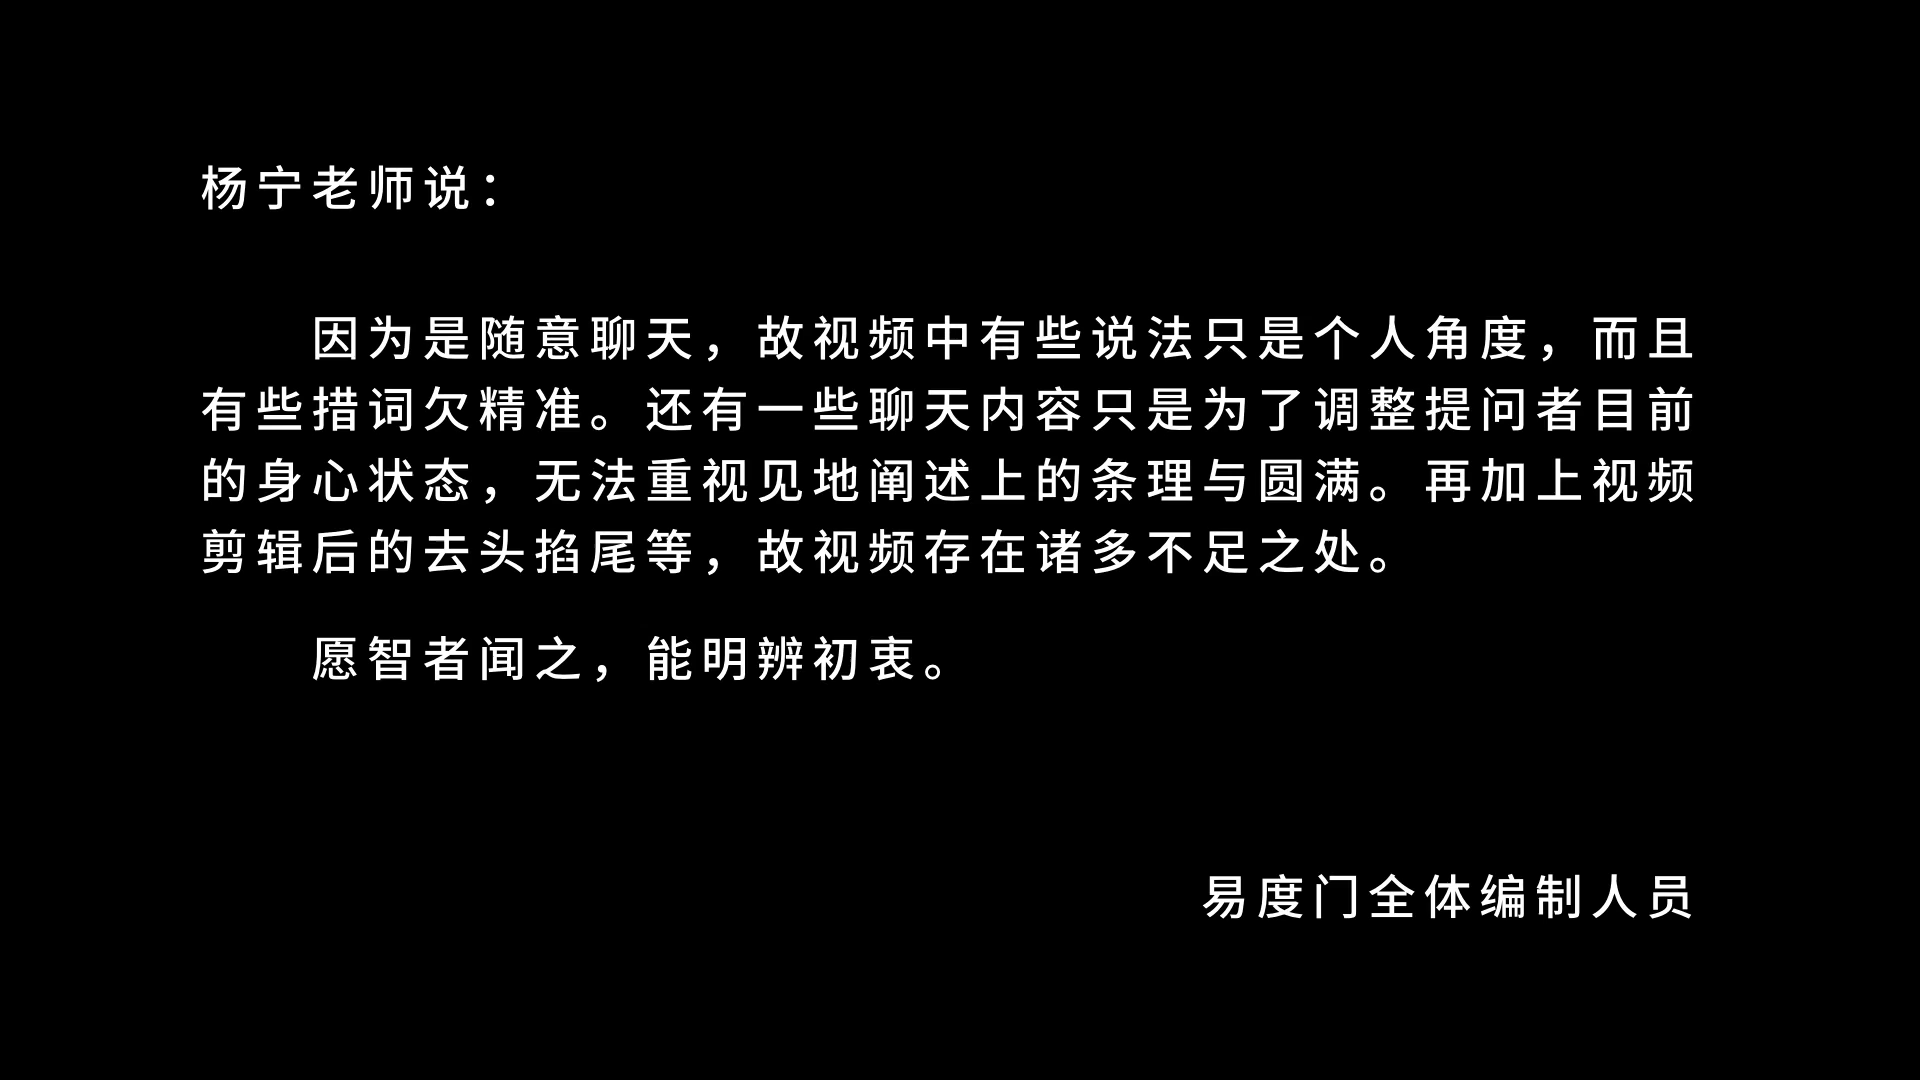 杨宁老师说：
因为是随意聊天，故视频中有些说法只是个人角度，而且
有些措词欠精准。还有一些聊天内容只是为了调整提问者目前
的身心状态，无法重视见地阐述上的条理与圆满。再加上视频
剪辑后的去头掐尾等，故视频存在诸多不足之处。
愿智者闻之，能明辨初衷。
易度门全体编制人员